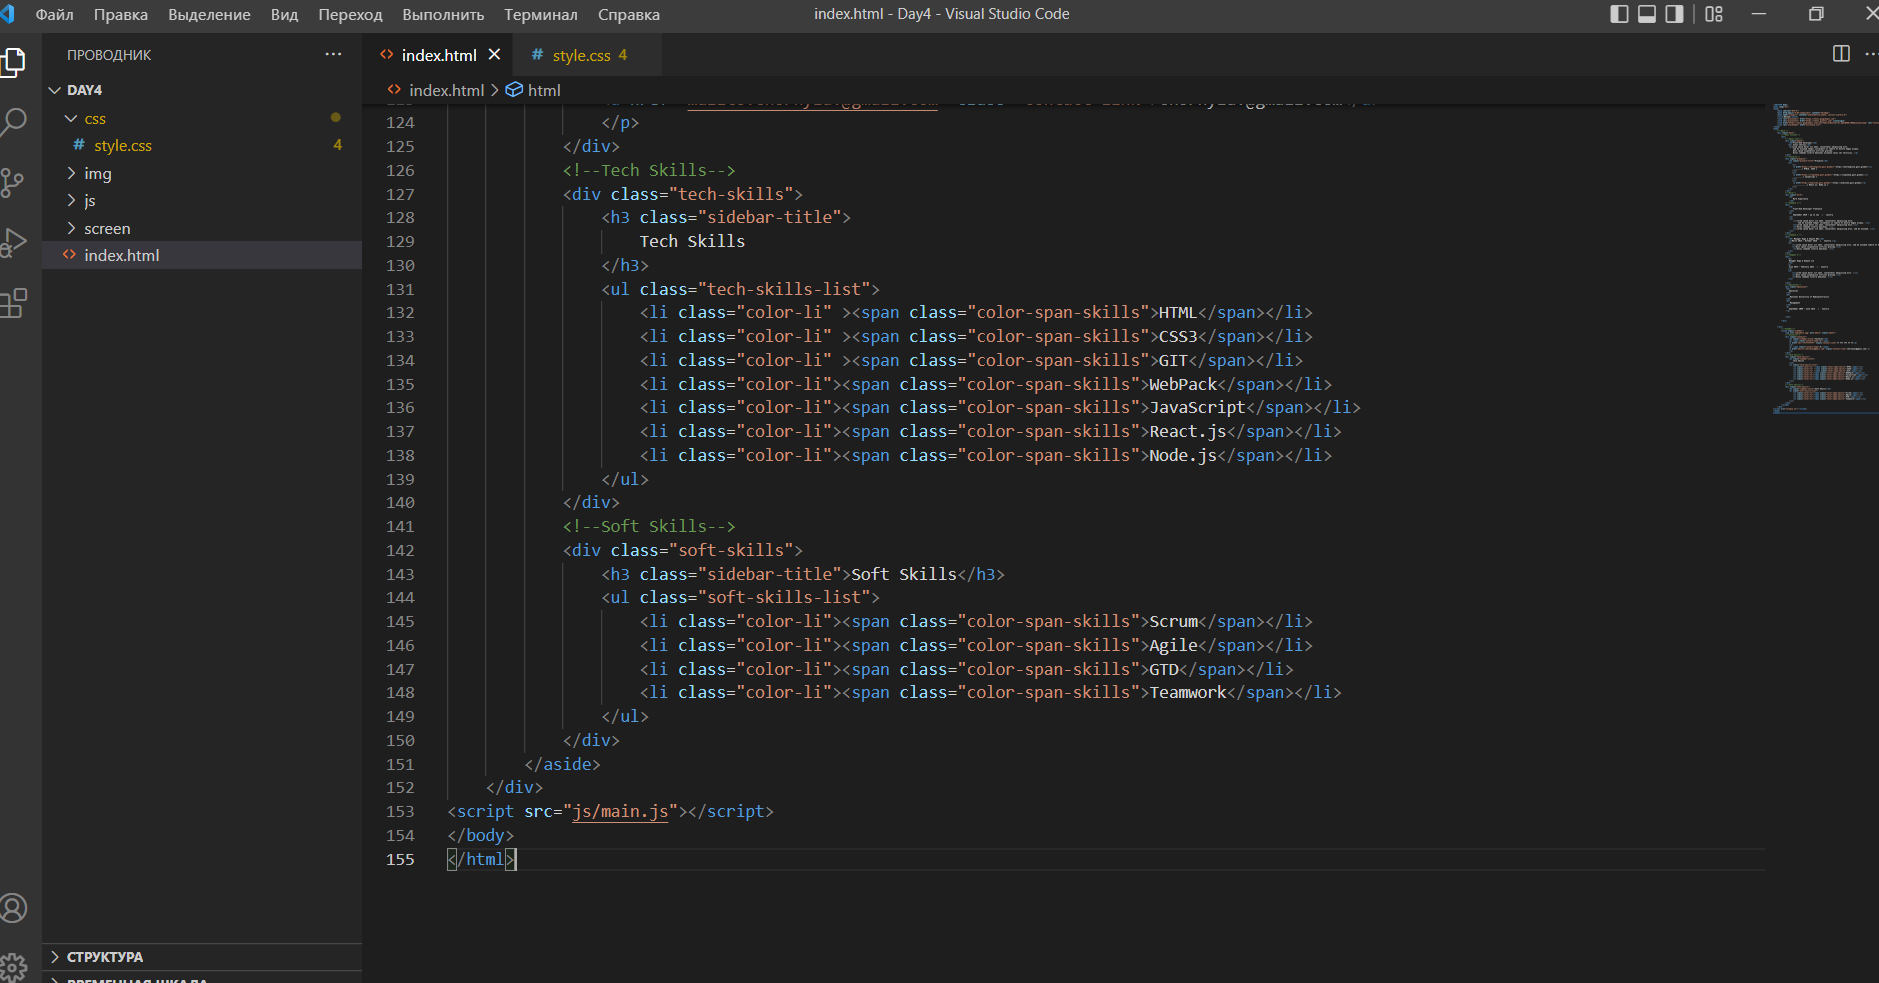 Файл Правка Выделение Вид Переход Выполнить Терминал Справка
index.html - Day4 - Visual Studio Code
ПРОВОДНИК
DAY4
css
# style.css 4
img
js
screen
<> index.html
СТРУКТУРА
ВРЕМЕННАЯ ШКАЛА
<> index.html # style.css 4
<> index.html > html
124 </p>
125 </div>
126 <!--Tech Skills-->
127 <div class="tech-skills">
128 <h3 class="sidebar-title">
129 Tech Skills
130 </h3>
131 <ul class="tech-skills-list">
132 <li class="color-li" ><span class="color-span-skills">HTML</span></li>
133 <li class="color-li" ><span class="color-span-skills">CSS3</span></li>
134 <li class="color-li" ><span class="color-span-skills">GIT</span></li>
135 <li class="color-li"><span class="color-span-skills">WebPack</span></li>
136 <li class="color-li"><span class="color-span-skills">JavaScript</span></li>
137 <li class="color-li"><span class="color-span-skills">React.js</span></li>
138 <li class="color-li"><span class="color-span-skills">Node.js</span></li>
139 </ul>
140 </div>
141 <!--Soft Skills-->
142 <div class="soft-skills">
143 <h3 class="sidebar-title">Soft Skills</h3>
144 <ul class="soft-skills-list">
145 <li class="color-li"><span class="color-span-skills">Scrum</span></li>
146 <li class="color-li"><span class="color-span-skills">Agile</span></li>
147 <li class="color-li"><span class="color-span-skills">GTD</span></li>
148 <li class="color-li"><span class="color-span-skills">Teamwork</span></li>
149 </ul>
150 </div>
151 </aside>
152 </div>
153 <script src="js/main.js"></script>
154 </body>
155 </html>